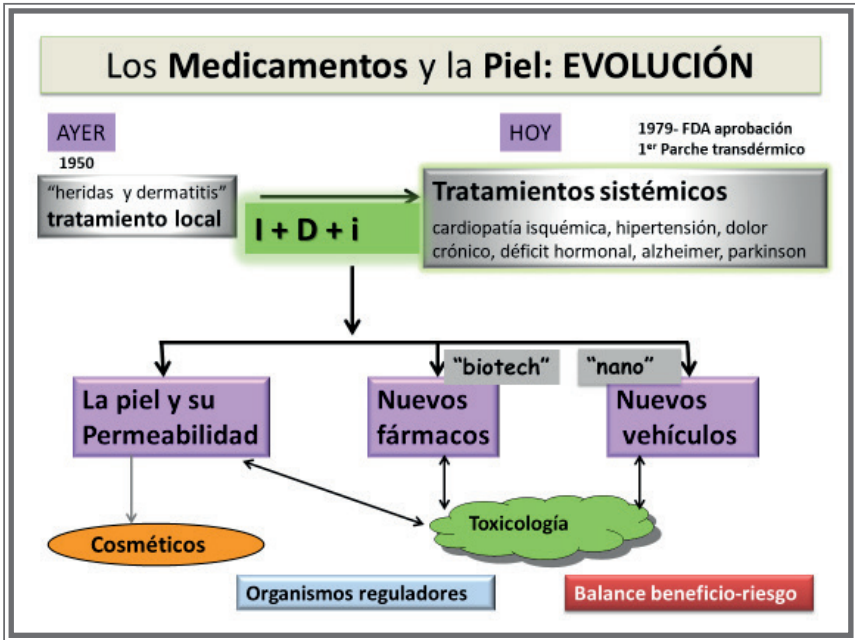 Los Medicamentos y la Piel: EVOLUCIÓN
AYER
1950
HOY
1979- FDA aprobación
1er Parche transdérmico
"heridas y dermatitis"
tratamiento local
I + D + i
Tratamientos sistémicos
cardiopatía isquémica, hipertensión, dolor
crónico, déficit hormonal, alzheimer, parkinson
"biotech"
"nano"
La piel y su
Permeabilidad
Nuevos
fármacos
Nuevos
vehículos
Cosméticos
Toxicología
Organismos reguladores
Balance beneficio-riesgo